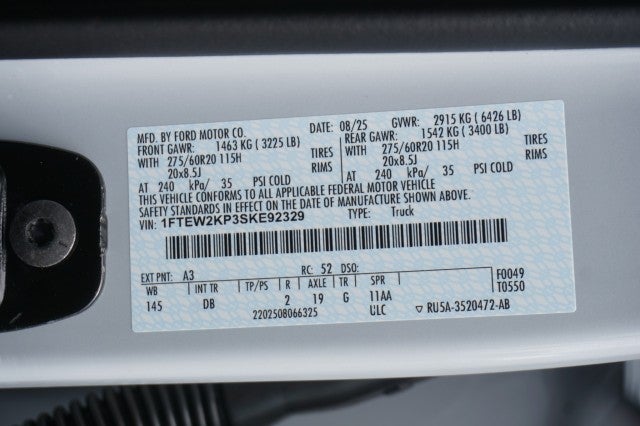 MFD. BY FORD MOTOR CO. DATE: 08/25 GVWR: 2915 KG ( 6426 LB)
FRONT GAWR: 1463 KG ( 3225 LB) REAR GAWR: 1542 KG ( 3400 LB)
WITH 275/60R20 115H TIRES WITH 275/60R20 115H TIRES
20x8.5J RIMS 20x8.5J RIMS
AT 240 kPa/ 35 PSI COLD AT 240 kPa/ 35 PSI COLD
THIS VEHICLE CONFORMS TO ALL APPLICABLE FEDERAL MOTOR VEHICLE
SAFETY STANDARDS IN EFFECT ON THE DATE OF MANUFACTURE SHOWN ABOVE.
VIN: 1FTEW2KP3SKE92329 TYPE: Truck
EXT PNT: A3 RC: 52 DSO: F0049
WB INT TR TP/PS R AXLE TR SPR T0550
145 DB 2 19 G 11AA
2202508066325 ULC ▽ RU5A-3520472-AB